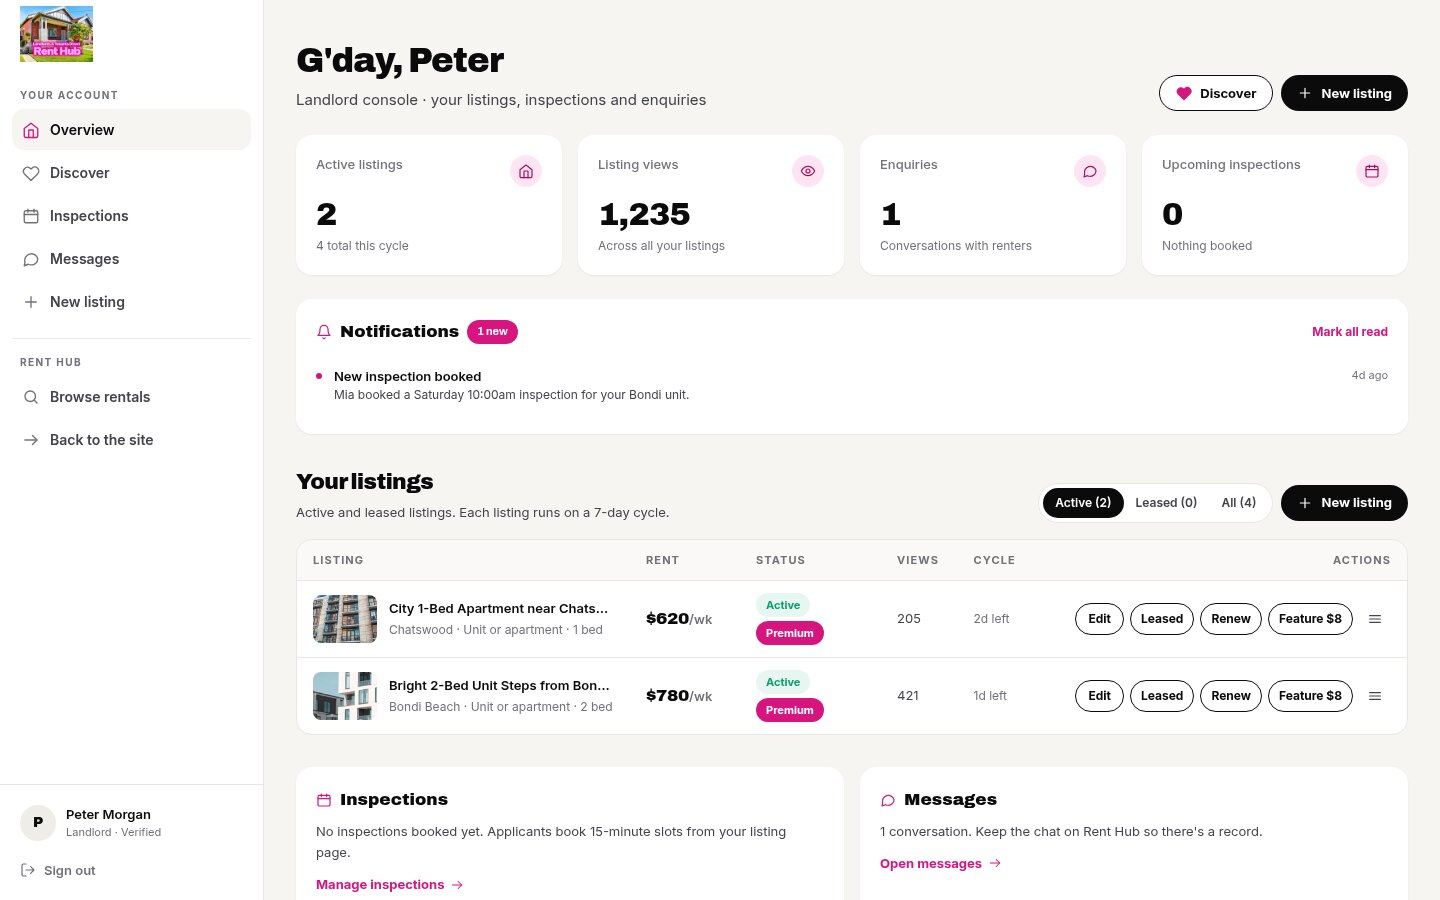 Rent Hub
YOUR ACCOUNT
Overview
Discover
Inspections
Messages
New listing
RENT HUB
Browse rentals
Back to the site
P
Peter Morgan
Landlord · Verified
Sign out
G'day, Peter
Landlord console · your listings, inspections and enquiries
Discover
New listing
Active listings
2
4 total this cycle
Listing views
1,235
Across all your listings
Enquiries
1
Conversations with renters
Upcoming inspections
0
Nothing booked
Notifications
1 new
Mark all read
New inspection booked
4d ago
Mia booked a Saturday 10:00am inspection for your Bondi unit.
Your listings
Active and leased listings. Each listing runs on a 7-day cycle.
Active (2)
Leased (0)
All (4)
New listing
LISTING RENT STATUS VIEWS CYCLE ACTIONS
City 1-Bed Apartment near Chats...
Chatswood · Unit or apartment · 1 bed
$620/wk
Active
Premium
205
2d left
Edit
Leased
Renew
Feature $8
Bright 2-Bed Unit Steps from Bon...
Bondi Beach · Unit or apartment · 2 bed
$780/wk
Active
Premium
421
1d left
Edit
Leased
Renew
Feature $8
Inspections
No inspections booked yet. Applicants book 15-minute slots from your listing
page.
Manage inspections
Messages
1 conversation. Keep the chat on Rent Hub so there's a record.
Open messages